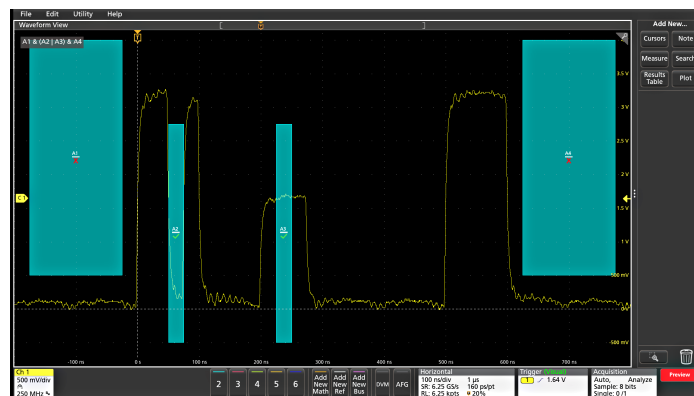 File Edit Utility Help
Waveform View
Add New...
A1 & (A2 | A3) & A4
Cursors Note
Measure Search
Results Table Plot
3.5 V
3 V
2.5 V
2 V
1.5 V
1 V
500 mV
0 V
-500 mV
A1
A4
A2
A3
C1
-100 ns 0 s 100 ns 200 ns 300 ns 400 ns 500 ns 600 ns 700 ns
Ch 1
500 mV/div
250 MHz
2 3 4 5 6
Add New Math
Add New Ref
Add New Bus
DVM AFG
Horizontal
100 ns/div 1 µs
SR: 6.25 GS/s 160 ps/pt
RL: 6.25 kpts 20%
Trigger (Visual)
1 1.64 V
Acquisition
Auto, Analyze
Sample: 8 bits
Single: 0/1
Preview